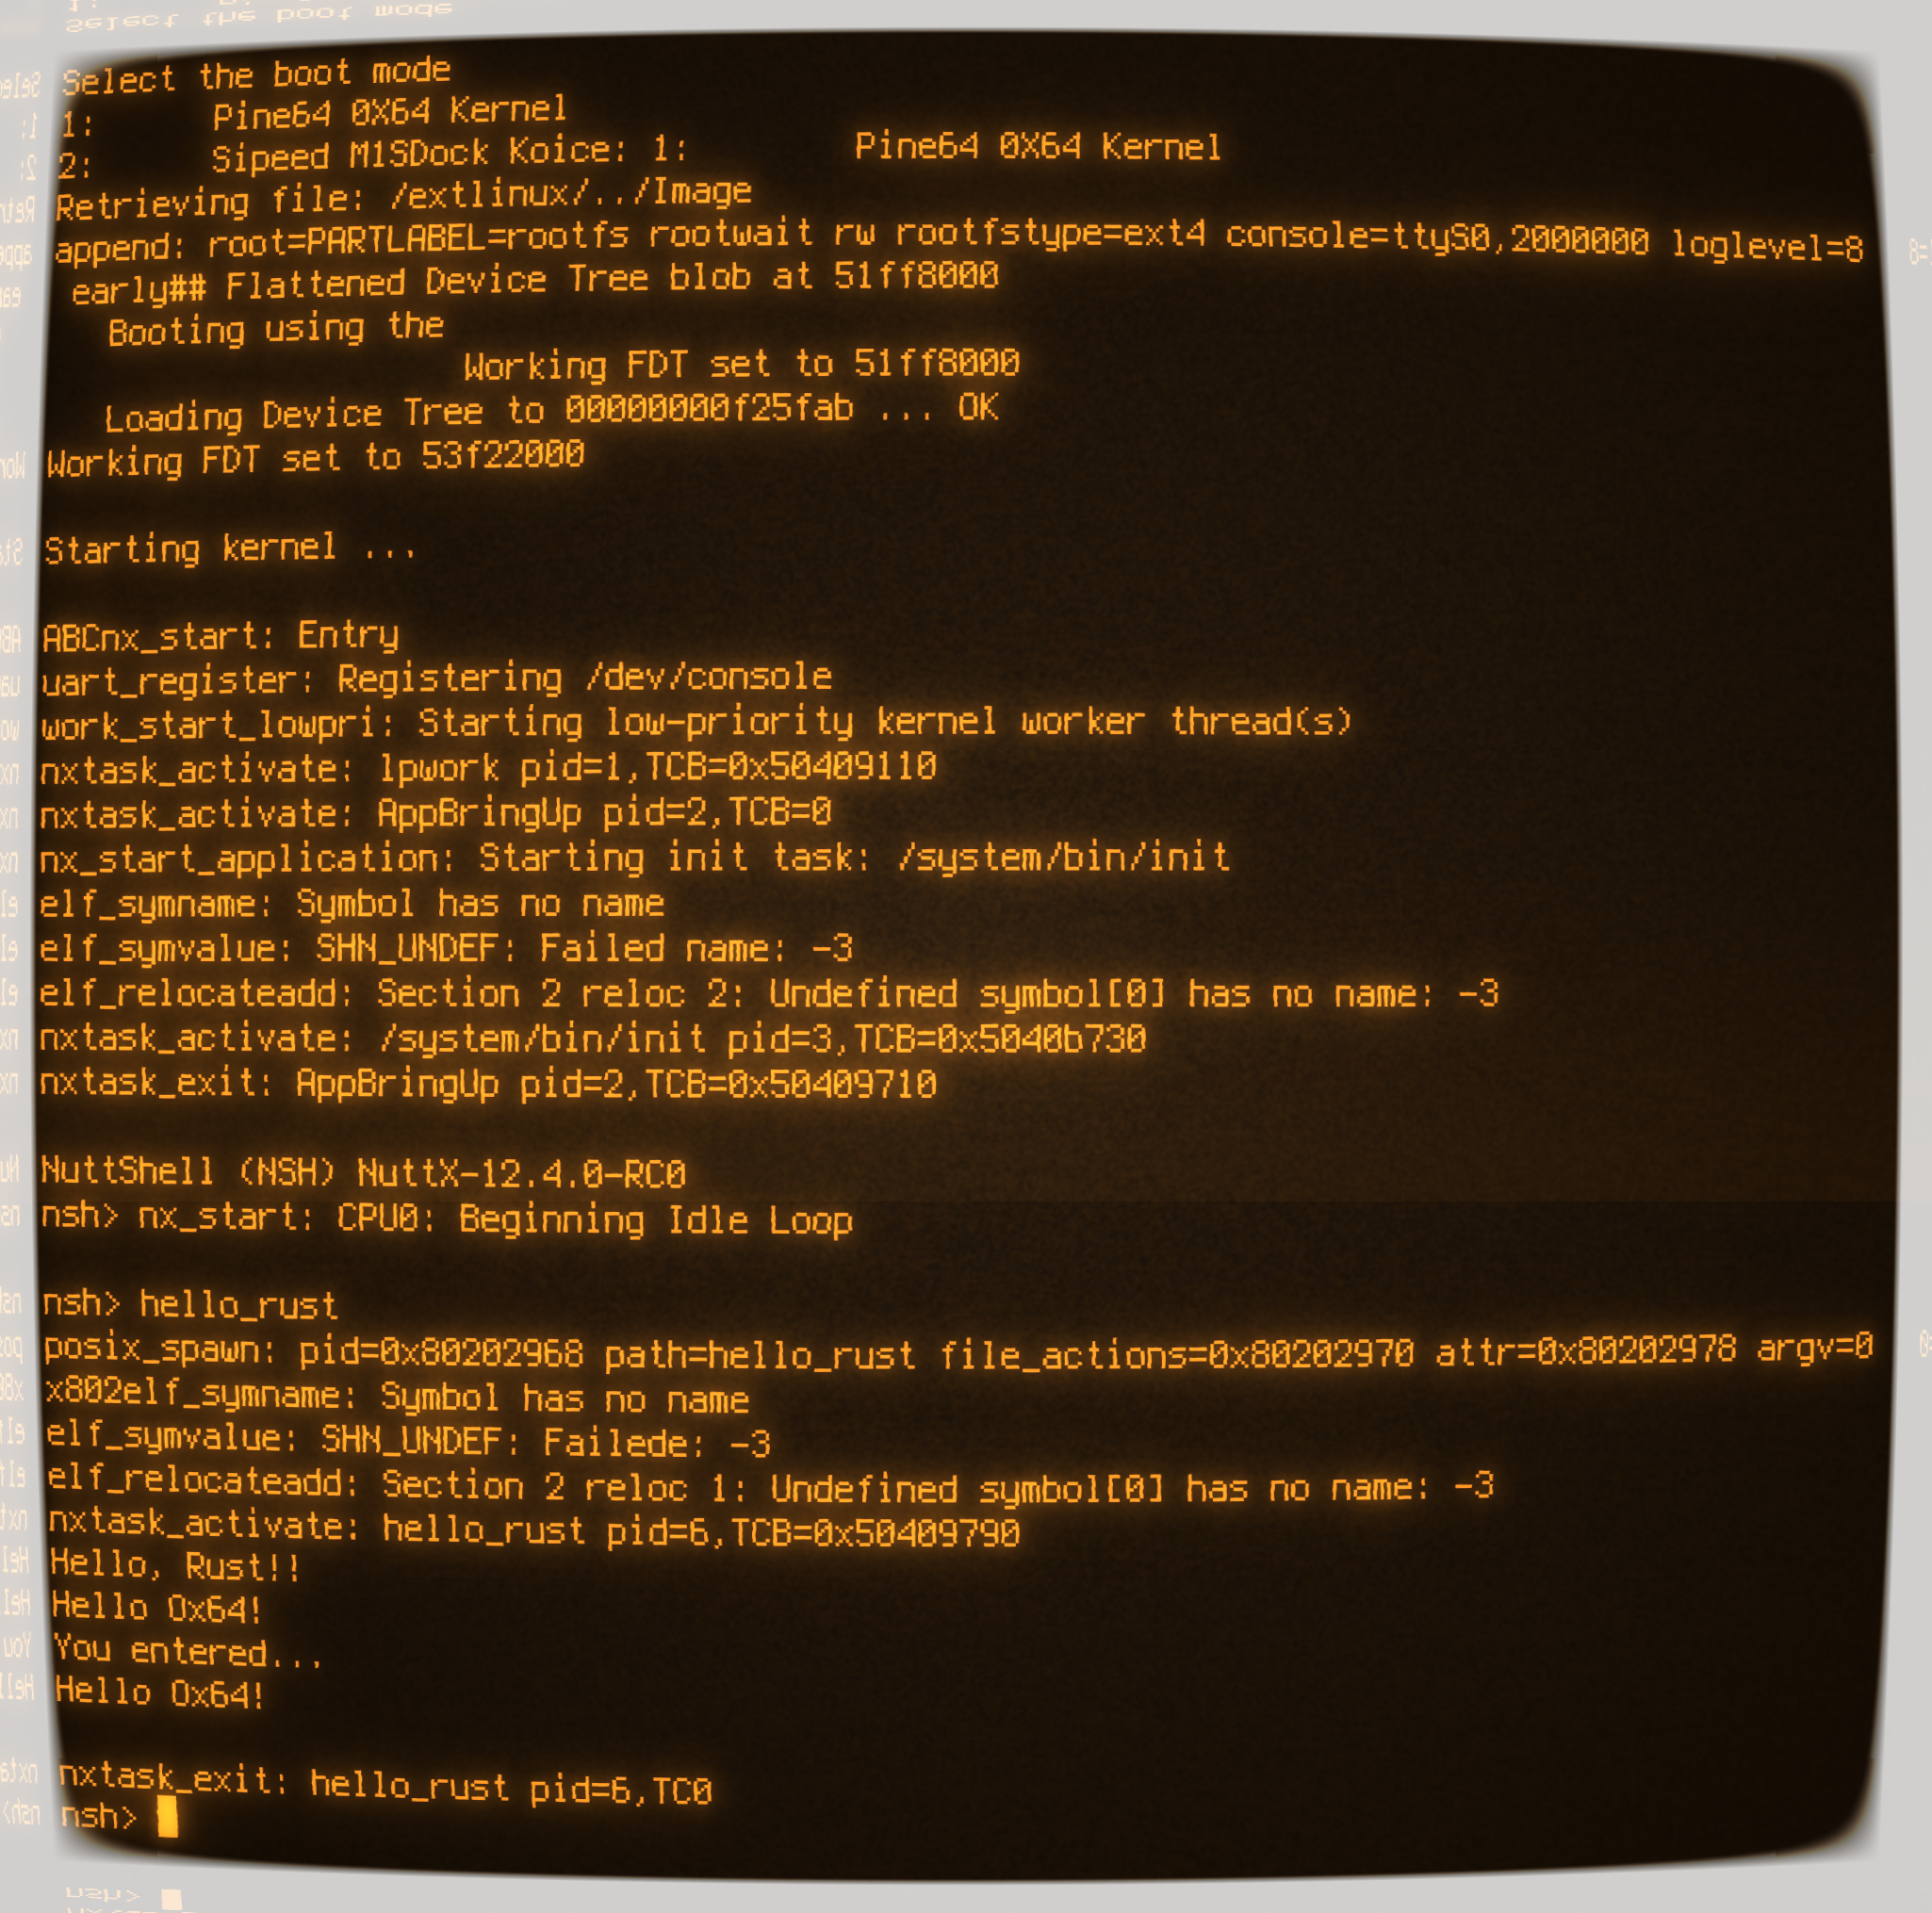 Select the boot mode
1:      Pine64 0X64 Kernel
2:      Sipeed M1SDock Koice: 1:        Pine64 0X64 Kernel
Retrieving file: /extlinux/../Image
append: root=PARTLABEL=rootfs rootwait rw rootfstype=ext4 console=ttyS0,2000000 loglevel=8
 early## Flattened Device Tree blob at 51ff8000
   Booting using the
                     Working FDT set to 51ff8000
   Loading Device Tree to 00000000f25fab ... OK
Working FDT set to 53f22000

Starting kernel ...

ABCnx_start: Entry
uart_register: Registering /dev/console
work_start_lowpri: Starting low-priority kernel worker thread(s)
nxtask_activate: lpwork pid=1,TCB=0x50409110
nxtask_activate: AppBringUp pid=2,TCB=0
nx_start_application: Starting init task: /system/bin/init
elf_symname: Symbol has no name
elf_symvalue: SHN_UNDEF: Failed name: -3
elf_relocateadd: Section 2 reloc 2: Undefined symbol[0] has no name: -3
nxtask_activate: /system/bin/init pid=3,TCB=0x5040b730
nxtask_exit: AppBringUp pid=2,TCB=0x50409710

NuttShell (NSH) NuttX-12.4.0-RC0
nsh> nx_start: CPU0: Beginning Idle Loop

nsh> hello_rust
posix_spawn: pid=0x80202968 path=hello_rust file_actions=0x80202970 attr=0x80202978 argv=0
x802elf_symname: Symbol has no name
elf_symvalue: SHN_UNDEF: Failede: -3
elf_relocateadd: Section 2 reloc 1: Undefined symbol[0] has no name: -3
nxtask_activate: hello_rust pid=6,TCB=0x50409790
Hello, Rust!!
Hello Ox64!
You entered...
Hello Ox64!

nxtask_exit: hello_rust pid=6,TC0
nsh>